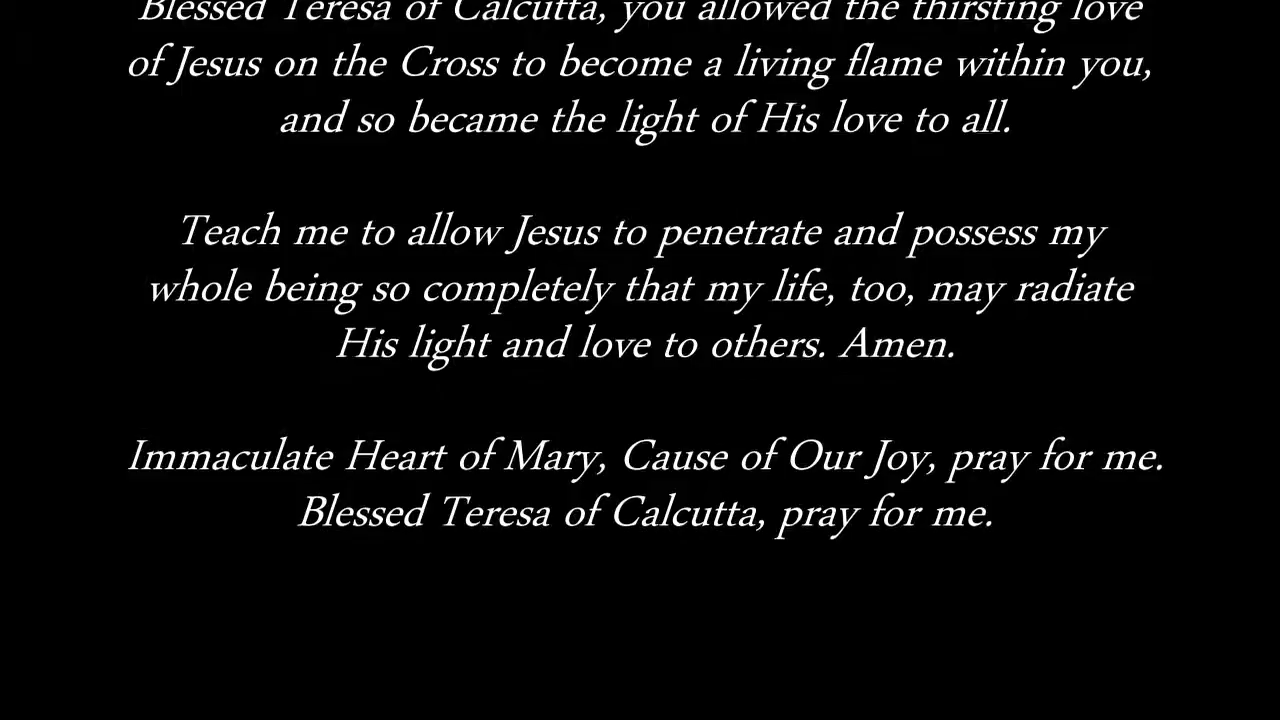 Blessed Teresa of Calcutta, you allowed the thirsting love
of Jesus on the Cross to become a living flame within you,
and so became the light of His love to all.
Teach me to allow Jesus to penetrate and possess my
whole being so completely that my life, too, may radiate
His light and love to others. Amen.
Immaculate Heart of Mary, Cause of Our Joy, pray for me.
Blessed Teresa of Calcutta, pray for me.